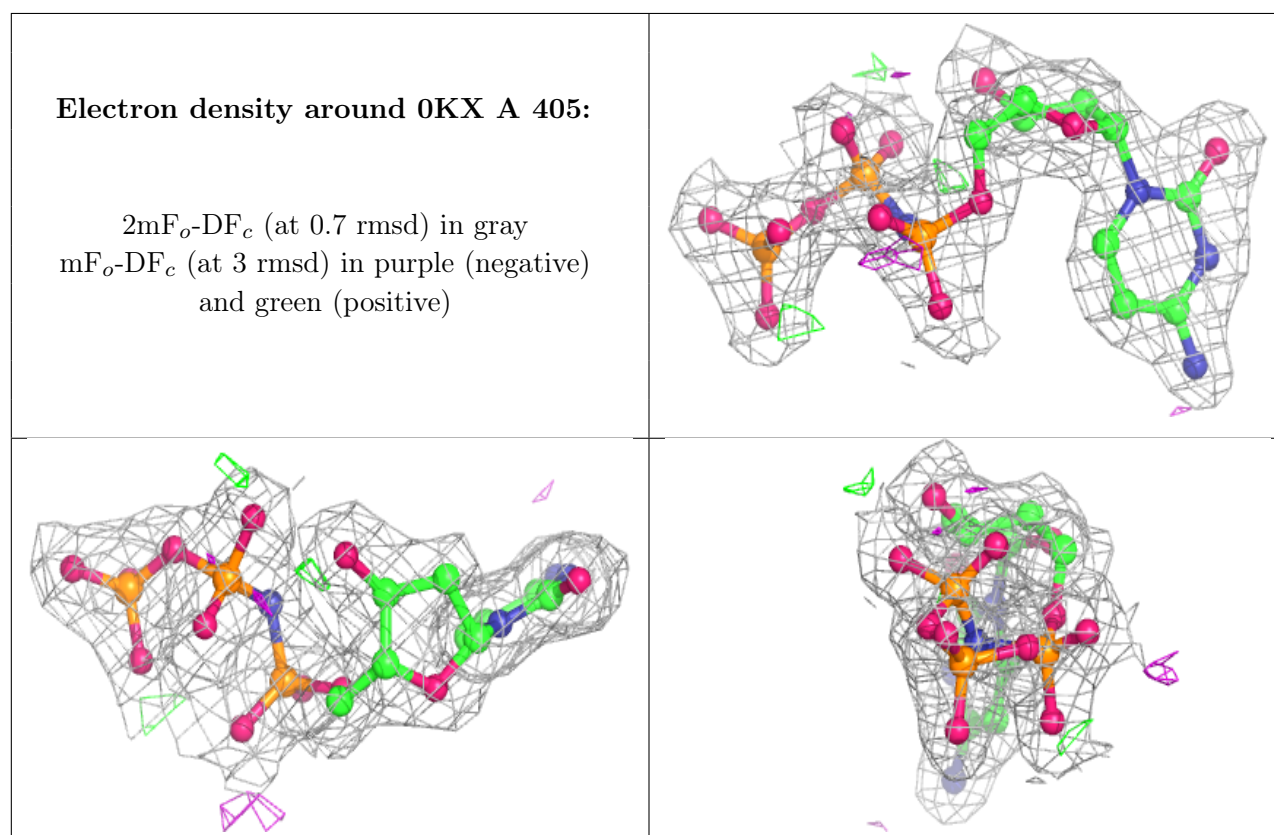 Electron density around 0KX A 405:
2mFo-DFc (at 0.7 rmsd) in gray
mFo-DFc (at 3 rmsd) in purple (negative)
and green (positive)